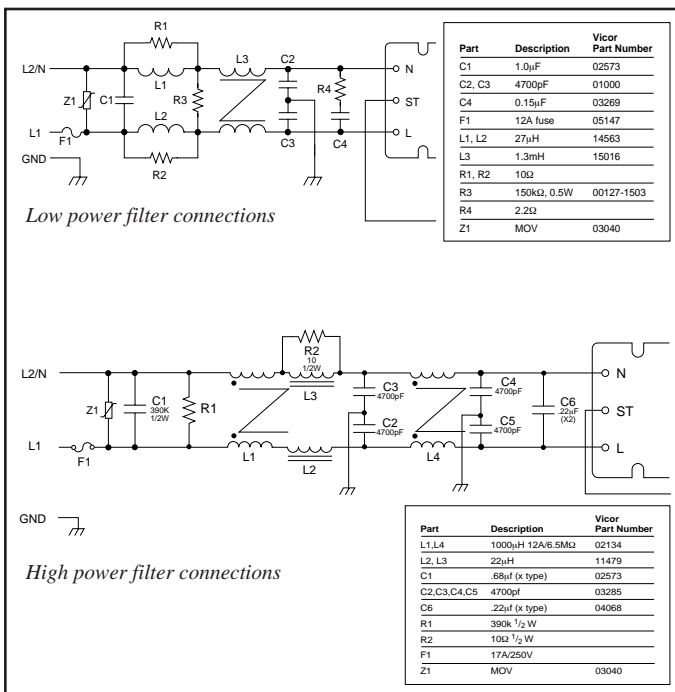 R1
L3
C2
L2/N
N
L1
R4
Z1
C1
R3
ST
L2
L1
L
F1
C3
C4
GND
R2
Low power filter connections
Part Description Vicor Part Number
C1 1.0µF 02573
C2, C3 4700pF 01000
C4 0.15µF 03269
F1 12A fuse 05147
L1, L2 27µH 14563
L3 1.3mH 15016
R1, R2 10Ω
R3 150kΩ, 0.5W 00127-1503
R4 2.2Ω
Z1 MOV 03040
R2
10
1/2W
L2/N
N
L3
C3
4700pF
C4
4700pF
Z1
C1
390K
1/2W
R1
C6
.22µF
(X2)
ST
C2
4700pF
C5
4700pF
L1
L
F1
L1
L2
L4
GND
High power filter connections
Part Description Vicor Part Number
L1,L4 1000µH 12A/6.5MΩ 02134
L2, L3 22µH 11479
C1 .68µf (x type) 02573
C2,C3,C4,C5 4700pf 03285
C6 .22µf (x type) 04068
R1 390k 1/2 W
R2 10Ω 1/2 W
F1 17A/250V
Z1 MOV 03040